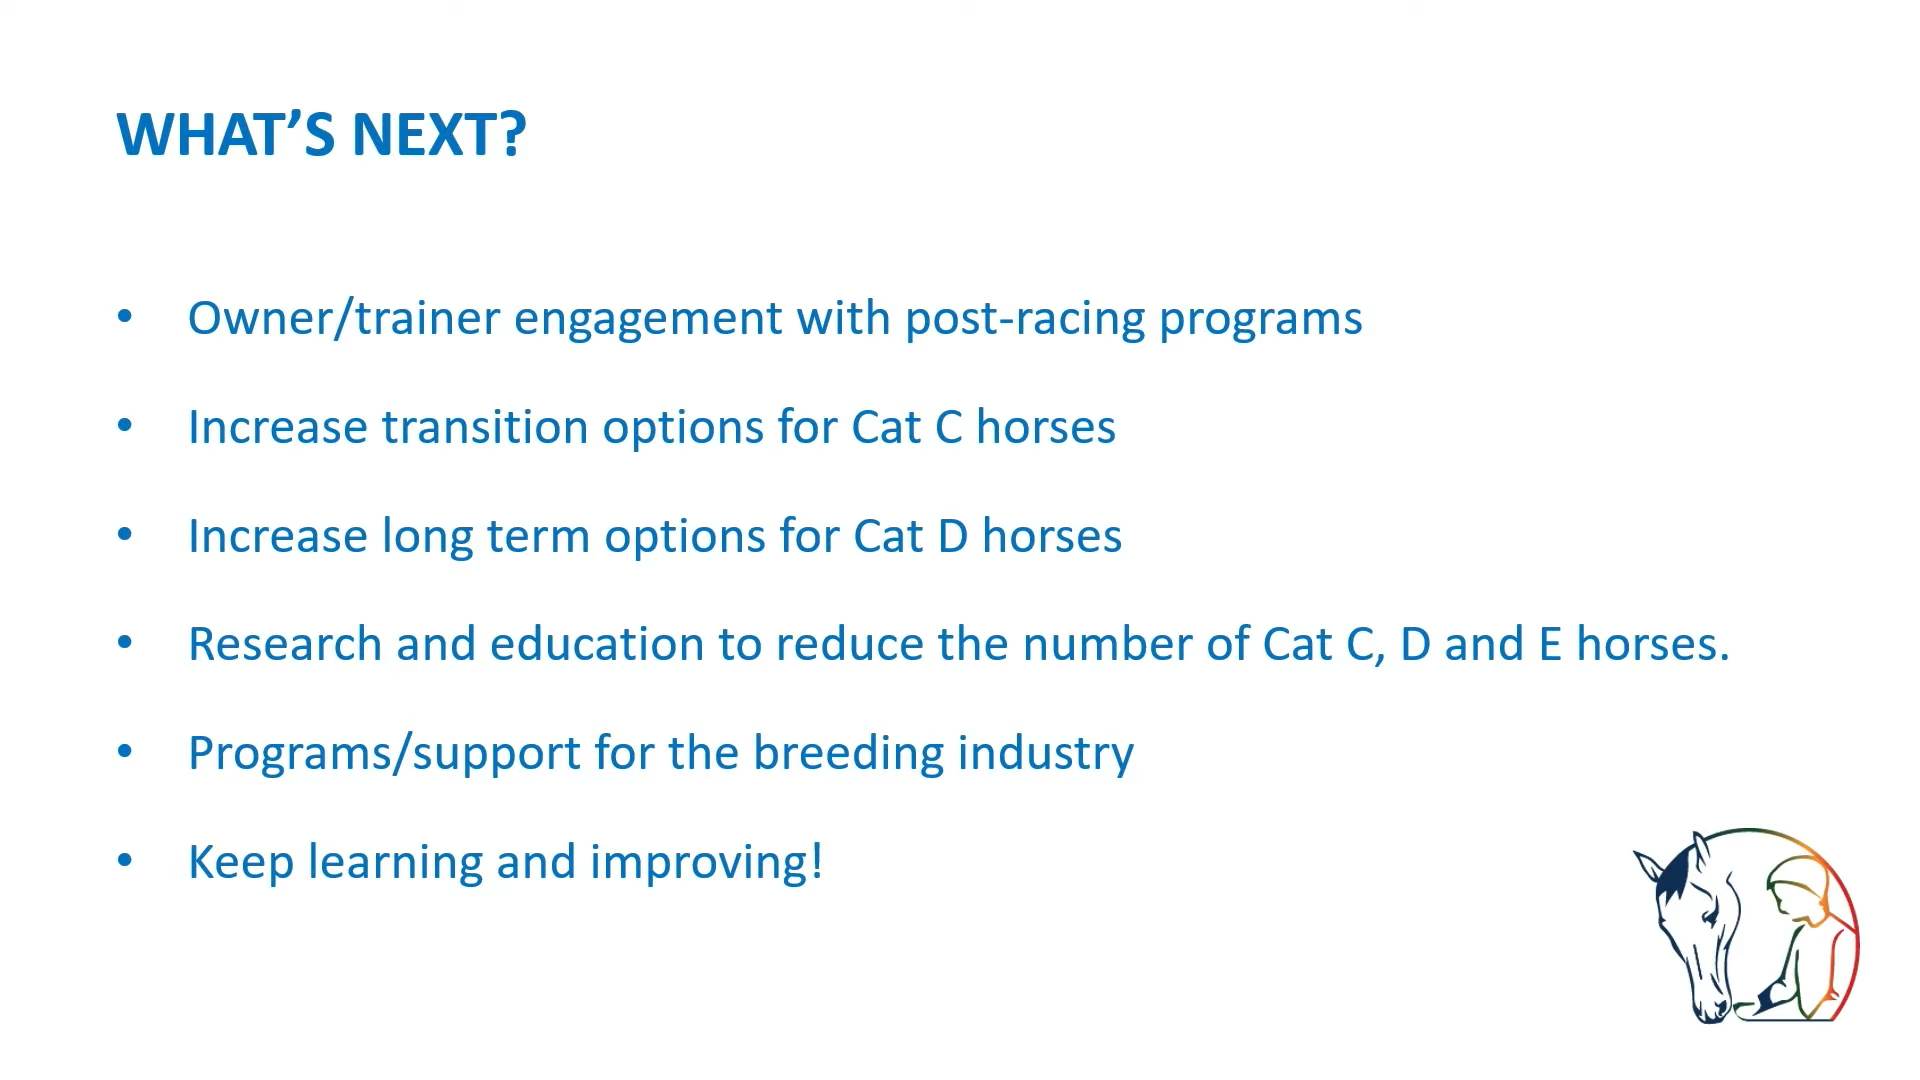 WHAT’S NEXT?
• Owner/trainer engagement with post-racing programs
• Increase transition options for Cat C horses
• Increase long term options for Cat D horses
• Research and education to reduce the number of Cat C, D and E horses.
• Programs/support for the breeding industry
• Keep learning and improving!